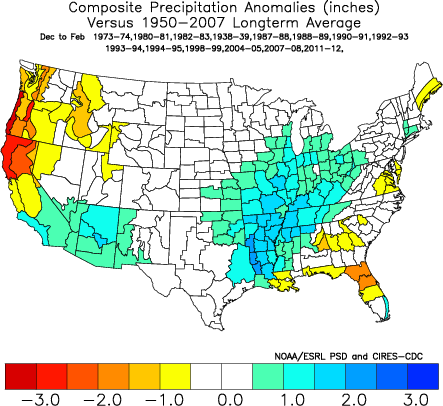 Composite Precipitation Anomalies (inches)
Versus 1950-2007 Longterm Average
Dec to Feb 1973-74,1980-81,1982-83,1938-39,1987-88,1988-89,1990-91,1992-93
1993-94,1994-95,1998-99,2004-05,2007-08,2011-12,
NOAA/ESRL PSD and CIRES-CDC
-3.0 -2.0 -1.0 0.0 1.0 2.0 3.0